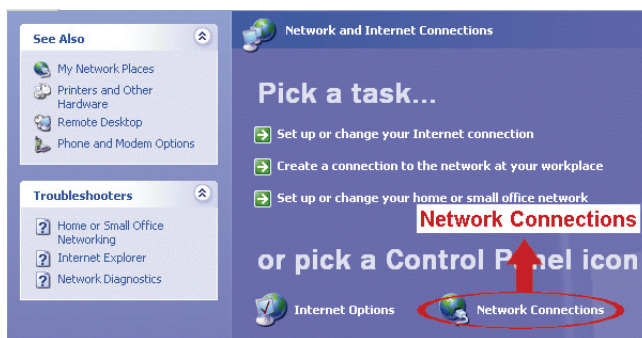 See Also
My Network Places
Printers and Other
Hardware
Remote Desktop
Phone and Modem Options
Troubleshooters
Home or Small Office
Networking
Internet Explorer
Network Diagnostics
Network and Internet Connections
Pick a task...
Set up or change your Internet connection
Create a connection to the network at your workplace
Set up or change your home or small office network
Network Connections
or pick a Control Panel icon
Internet Options
Network Connections